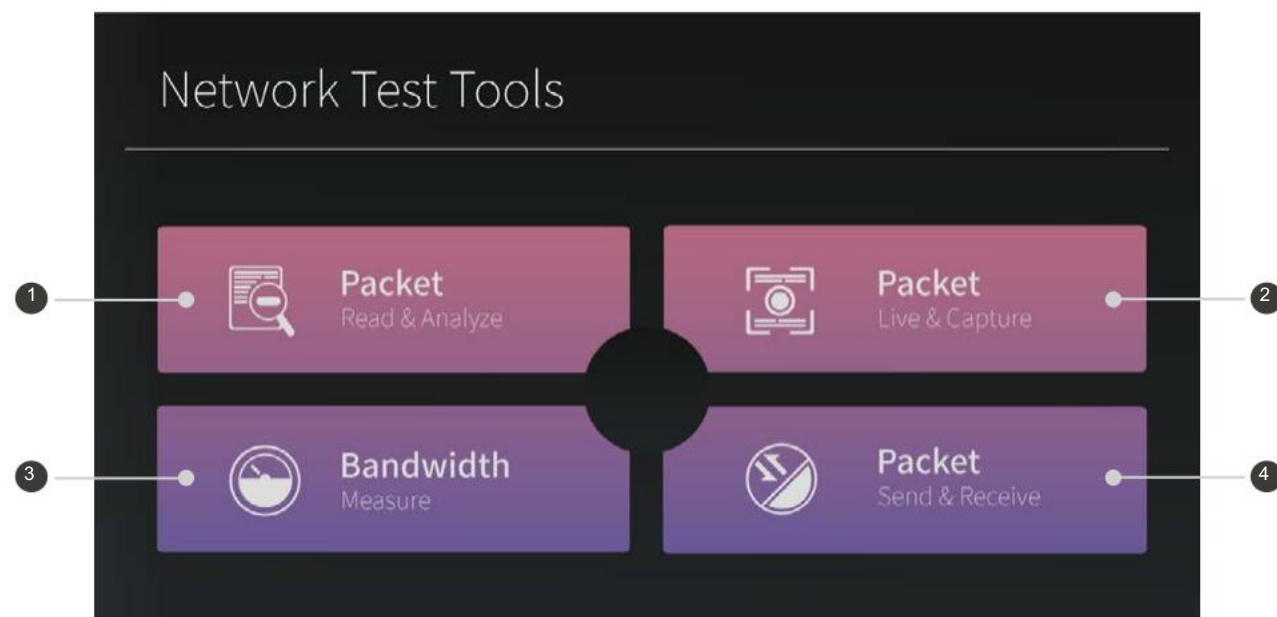 Network Test Tools
1
Packet
Read & Analyze
Packet
Live & Capture
2
3
Bandwidth
Measure
Packet
Send & Receive
4